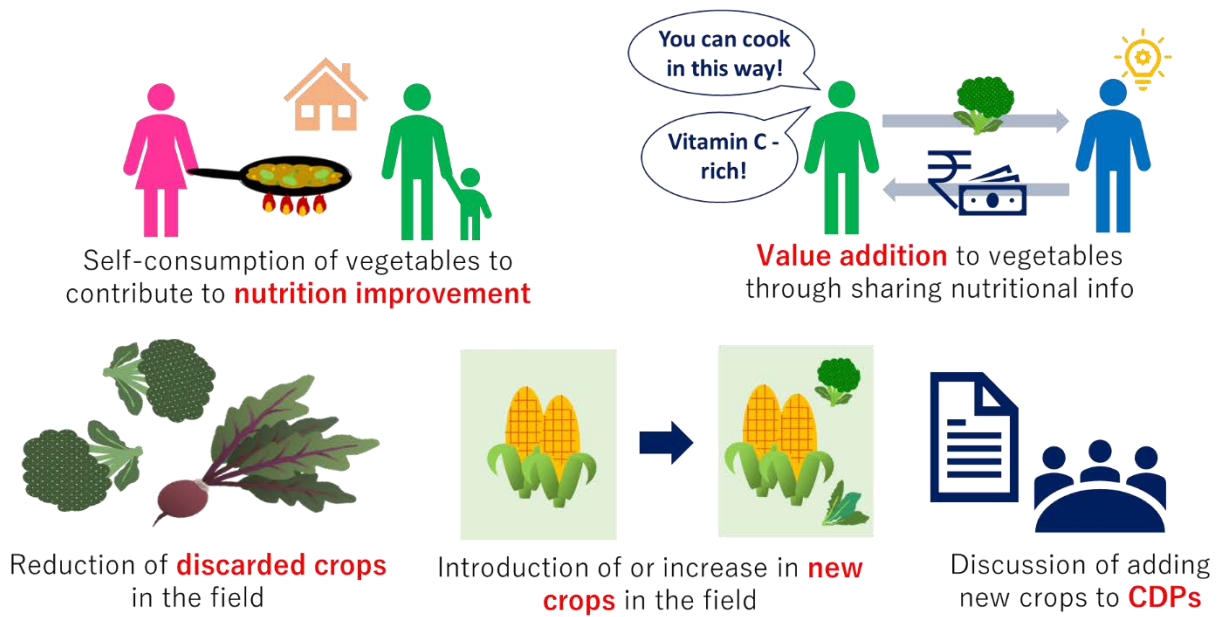 You can cook
in this way!
Vitamin C -
rich!
Self-consumption of vegetables to
contribute to nutrition improvement
Value addition to vegetables
through sharing nutritional info
Reduction of discarded crops
in the field
Introduction of or increase in new
crops in the field
Discussion of adding
new crops to CDPs